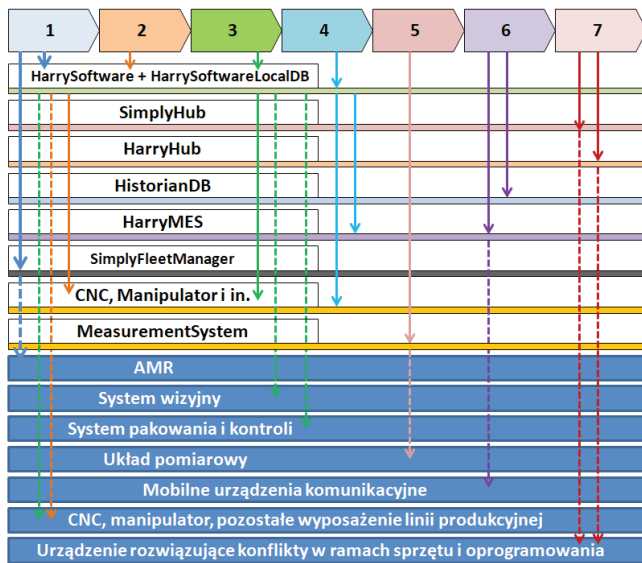 1 2 3 4 5 6 7
HarrySoftware + HarrySoftwareLocalDB
SimplyHub
HarryHub
HistorianDB
HarryMES
SimplyFleetManager
CNC, Manipulator i in.
MeasurementSystem
AMR
System wizyjny
System pakowania i kontroli
Układ pomiarowy
Mobilne urządzenia komunikacyjne
CNC, manipulator, pozostałe wyposażenie linii produkcyjnej
Urządzenie rozwiązujące konflikty w ramach sprzętu i oprogramowania